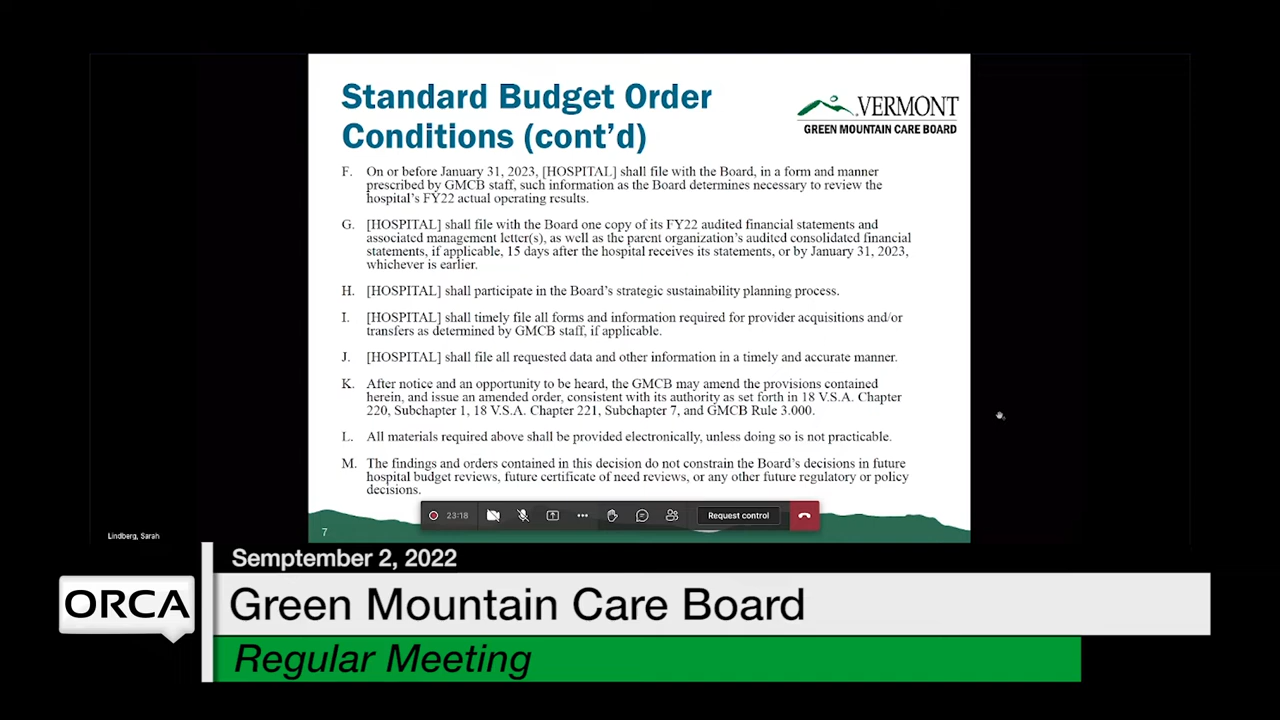 Standard Budget Order
Conditions (cont’d)
VERMONT
GREEN MOUNTAIN CARE BOARD
F. On or before January 31, 2023, [HOSPITAL] shall file with the Board, in a form and manner
prescribed by GMCB staff, such information as the Board determines necessary to review the
hospital’s FY22 actual operating results.
G. [HOSPITAL] shall file with the Board one copy of its FY22 audited financial statements and
associated management letter(s), as well as the parent organization’s audited consolidated financial
statements, if applicable, 15 days after the hospital receives its statements, or by January 31, 2023,
whichever is earlier.
H. [HOSPITAL] shall participate in the Board’s strategic sustainability planning process.
I. [HOSPITAL] shall timely file all forms and information required for provider acquisitions and/or
transfers as determined by GMCB staff, if applicable.
J. [HOSPITAL] shall file all requested data and other information in a timely and accurate manner.
K. After notice and an opportunity to be heard, the GMCB may amend the provisions contained
herein, and issue an amended order, consistent with its authority as set forth in 18 V.S.A. Chapter
220, Subchapter 1, 18 V.S.A. Chapter 221, Subchapter 7, and GMCB Rule 3.000.
L. All materials required above shall be provided electronically, unless doing so is not practicable.
M. The findings and orders contained in this decision do not constrain the Board’s decisions in future
hospital budget reviews, future certificate of need reviews, or any other future regulatory or policy
decisions.
23:18
Request control
7
Lindberg, Sarah
Semptember 2, 2022
ORCA
Green Mountain Care Board
Regular Meeting